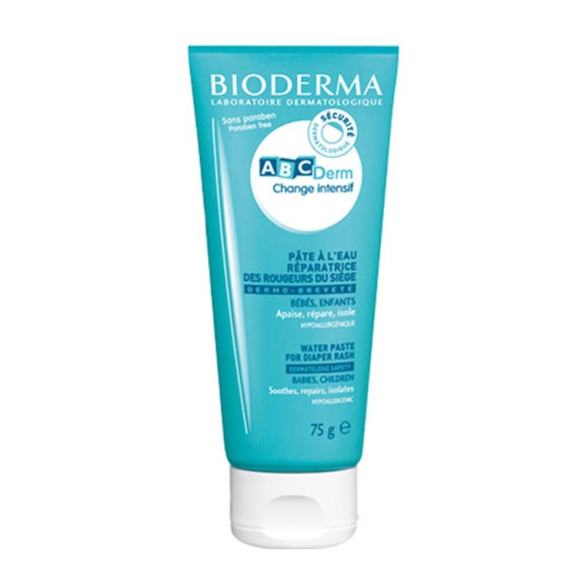 BIODERMA
LABORATOIRE DERMATOLOGIQUE
Sans paraben
Paraben free
SÉCURITÉ
DERMATOLOGIQUE
ABCDerm
Change intensif
PÂTE À L'EAU
RÉPARATRICE
DES ROUGEURS DU SIÈGE
DERMO-BREVETÉ
BÉBÉS, ENFANTS
Apaise, répare, isole
HYPOALLERGÉNIQUE
WATER PASTE
FOR DIAPER RASH
DERMATOLOGIC SAFETY
BABIES, CHILDREN
Soothes, repairs, isolates
HYPOALLERGENIC
75 g ℮